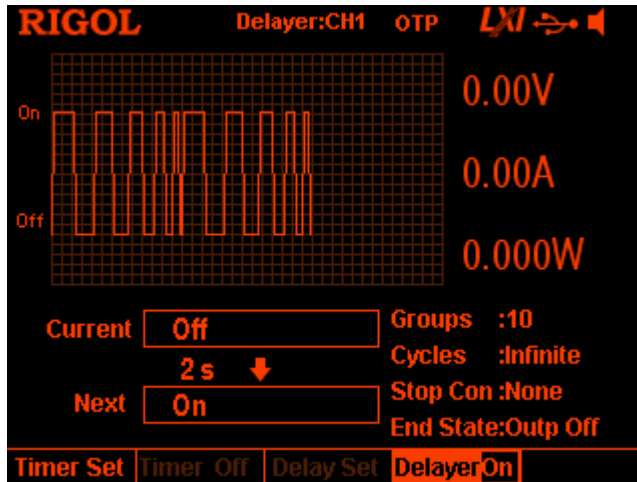 RIGOL Delayer:CH1 OTP LXI
On
Off
0.00V
0.00A
0.000W
Current Off
2 s
Next On
Groups :10
Cycles :Infinite
Stop Con :None
End State:Outp Off
Timer Set Timer Off Delay Set Delayer On